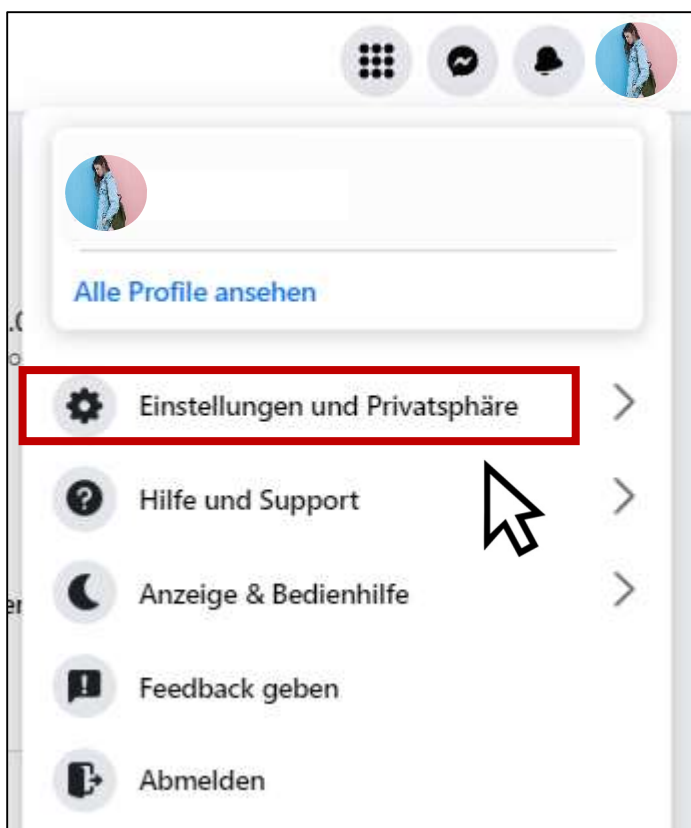 Alle Profile ansehen
Einstellungen und Privatsphäre
Hilfe und Support
Anzeige & Bedienhilfe
Feedback geben
Abmelden